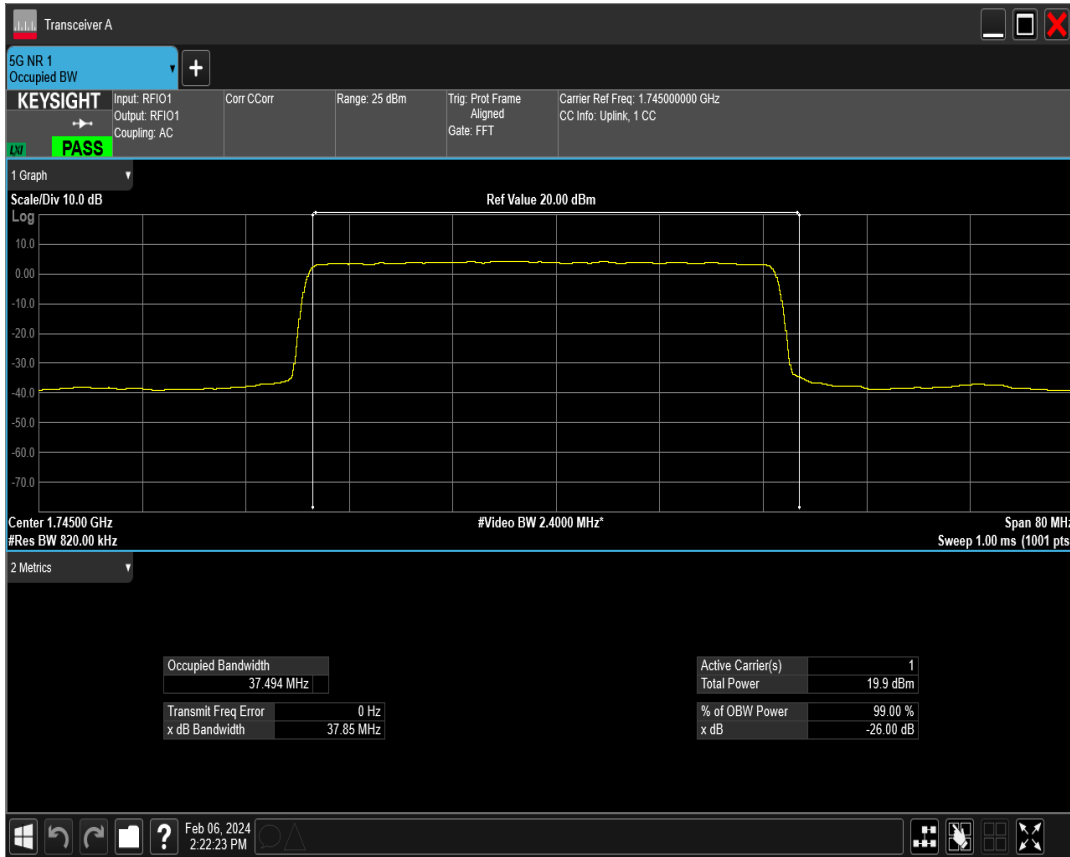 Transceiver A
5G NR 1
Occupied BW
KEYSIGHT
LXI
PASS
Input: RFIO1
Output: RFIO1
Coupling: AC
Corr CCorr
Range: 25 dBm
Trig: Prot Frame
Aligned
Gate: FFT
Carrier Ref Freq: 1.745000000 GHz
CC Info: Uplink, 1 CC
1 Graph
Scale/Div 10.0 dB
Ref Value 20.00 dBm
Log
10.0
0.00
-10.0
-20.0
-30.0
-40.0
-50.0
-60.0
-70.0
Center 1.74500 GHz
#Video BW 2.4000 MHz*
Span 80 MHz
#Res BW 820.00 kHz
Sweep 1.00 ms (1001 pts
2 Metrics
Occupied Bandwidth
37.494 MHz
Transmit Freq Error 0 Hz
x dB Bandwidth 37.85 MHz
Active Carrier(s) 1
Total Power 19.9 dBm
% of OBW Power 99.00 %
x dB -26.00 dB
?
Feb 06, 2024
2:22:23 PM